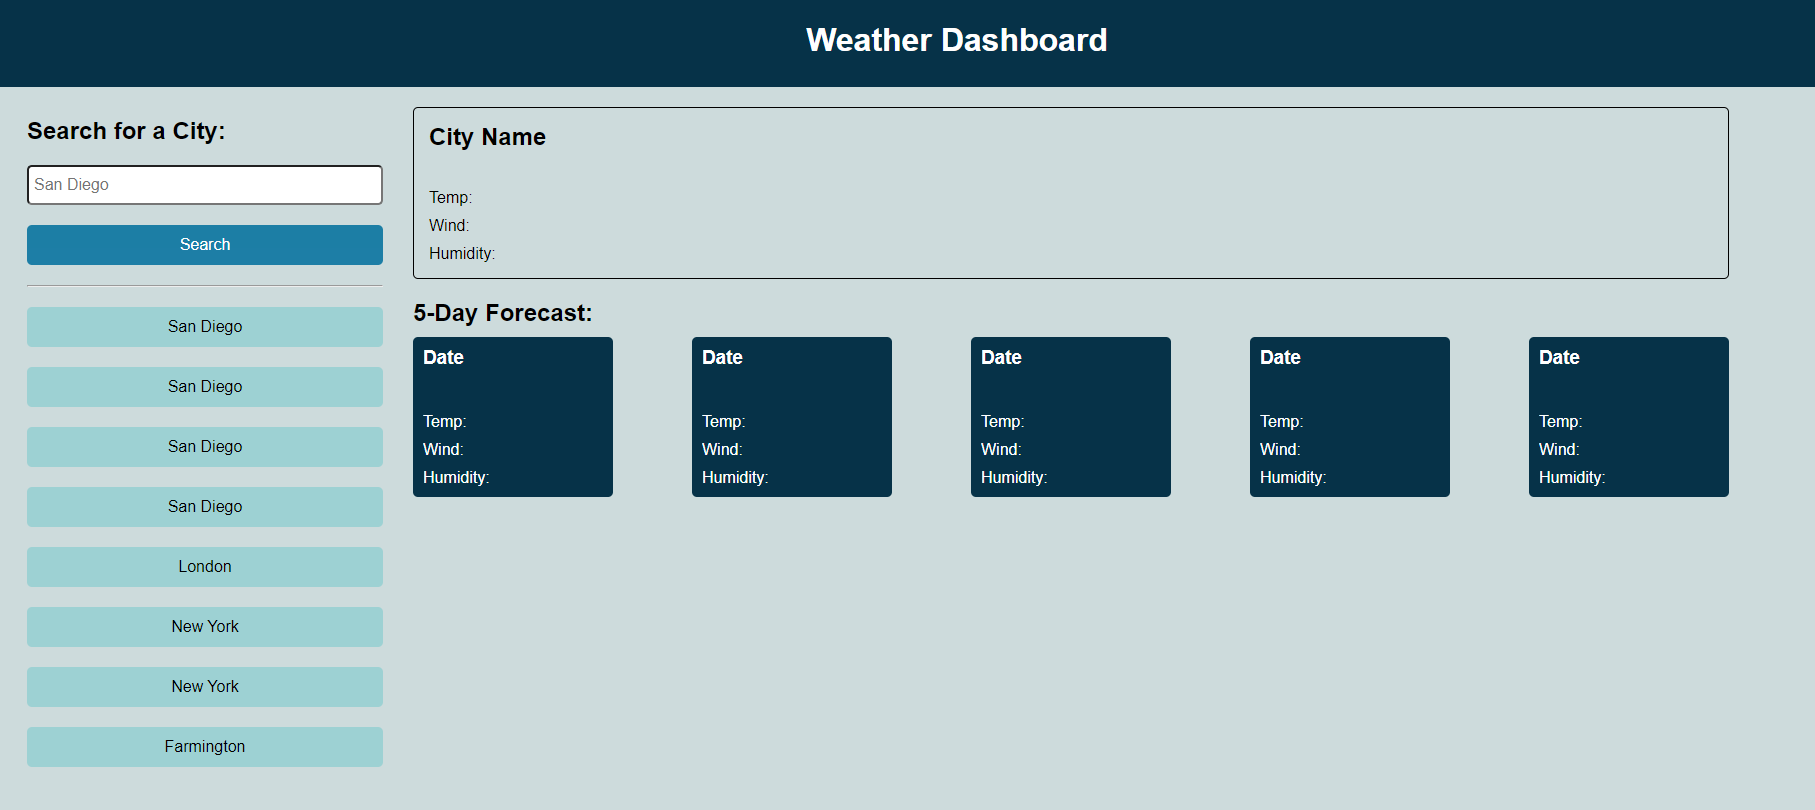 Weather Dashboard
Search for a City:
San Diego
Search
San Diego
San Diego
San Diego
San Diego
London
New York
New York
Farmington
City Name
Temp:
Wind:
Humidity:
5-Day Forecast:
Date
Temp:
Wind:
Humidity:
Date
Temp:
Wind:
Humidity:
Date
Temp:
Wind:
Humidity:
Date
Temp:
Wind:
Humidity:
Date
Temp:
Wind:
Humidity: